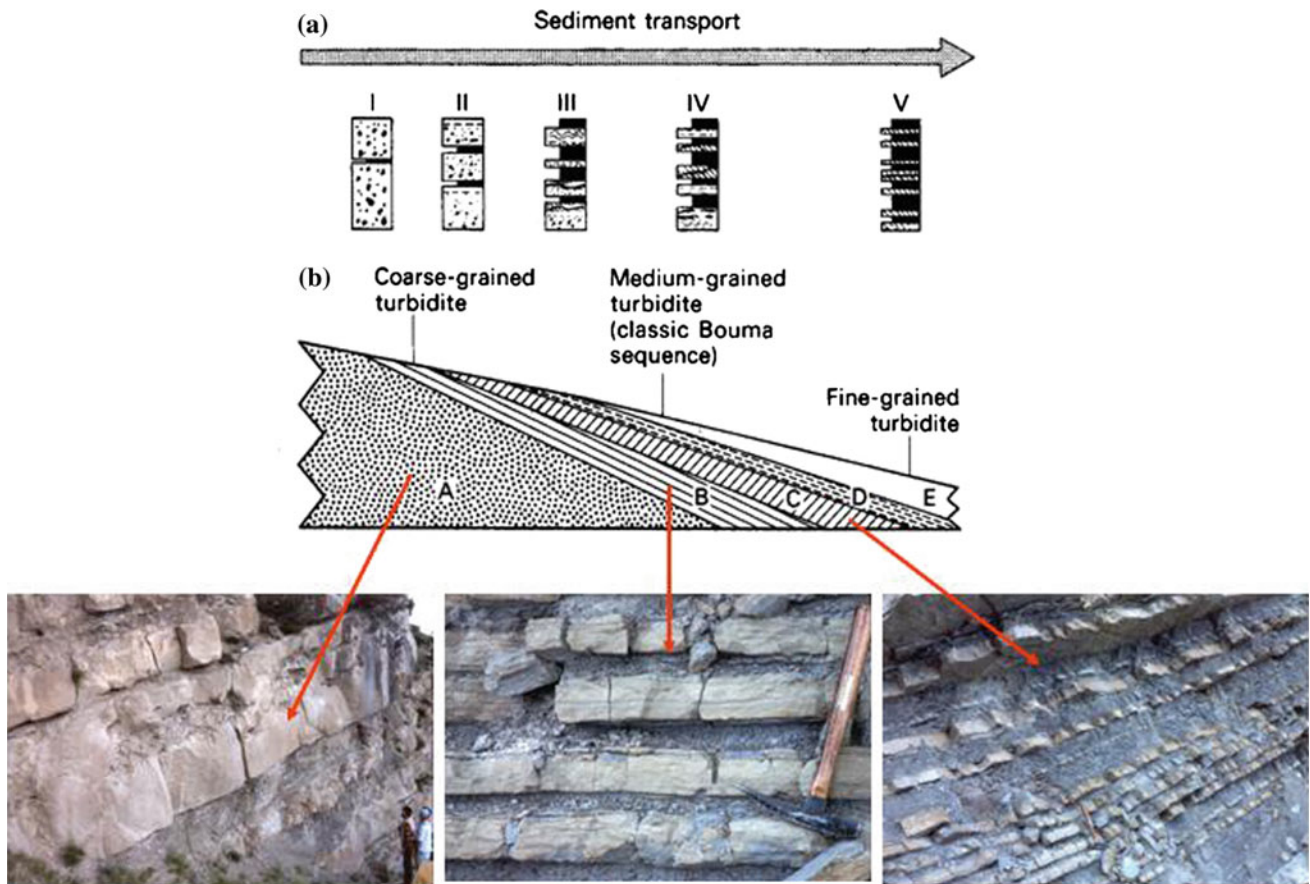 (a)
Sediment transport
I II III IV V
(b)
Coarse-grained
turbidite
Medium-grained
turbidite
(classic Bouma
sequence)
Fine-grained
turbidite
A B C D E